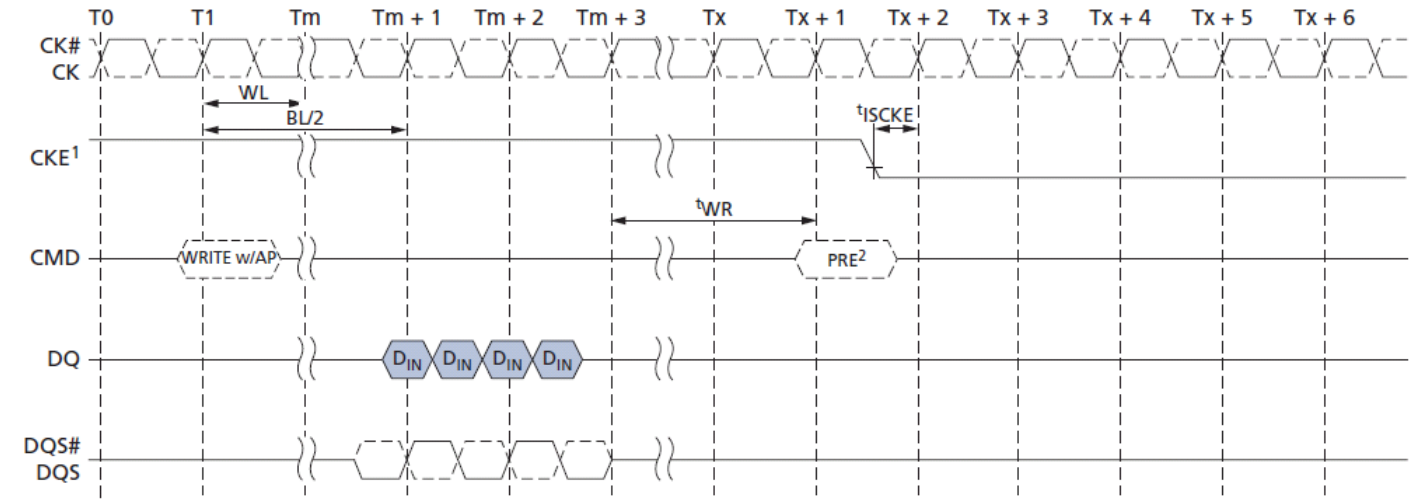 T0 T1 Tm Tm + 1 Tm + 2 Tm + 3 Tx Tx + 1 Tx + 2 Tx + 3 Tx + 4 Tx + 5 Tx + 6
CK#
CK
WL
BL/2
tISCKE
CKE1
tWR
CMD WRITE w/AP PRE2
DQ DIN DIN DIN DIN
DQS#
DQS